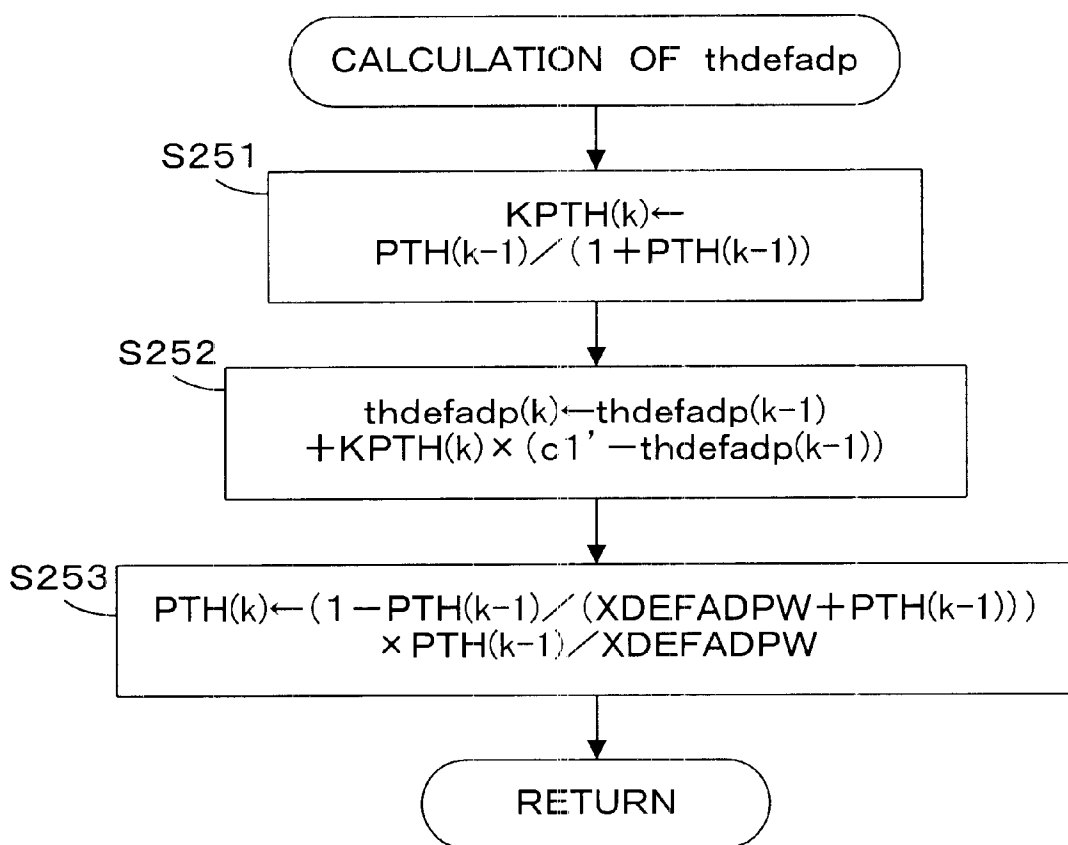 CALCULATION OF thdefadp
S251
KPTH(k)←
PTH(k-1)／(1＋PTH(k-1))
S252
thdefadp(k)←thdefadp(k-1)
＋KPTH(k)×(c1'－thdefadp(k-1))
S253
PTH(k)←(1－PTH(k-1)／(XDEFADPW＋PTH(k-1)))
×PTH(k-1)／XDEFADPW
RETURN